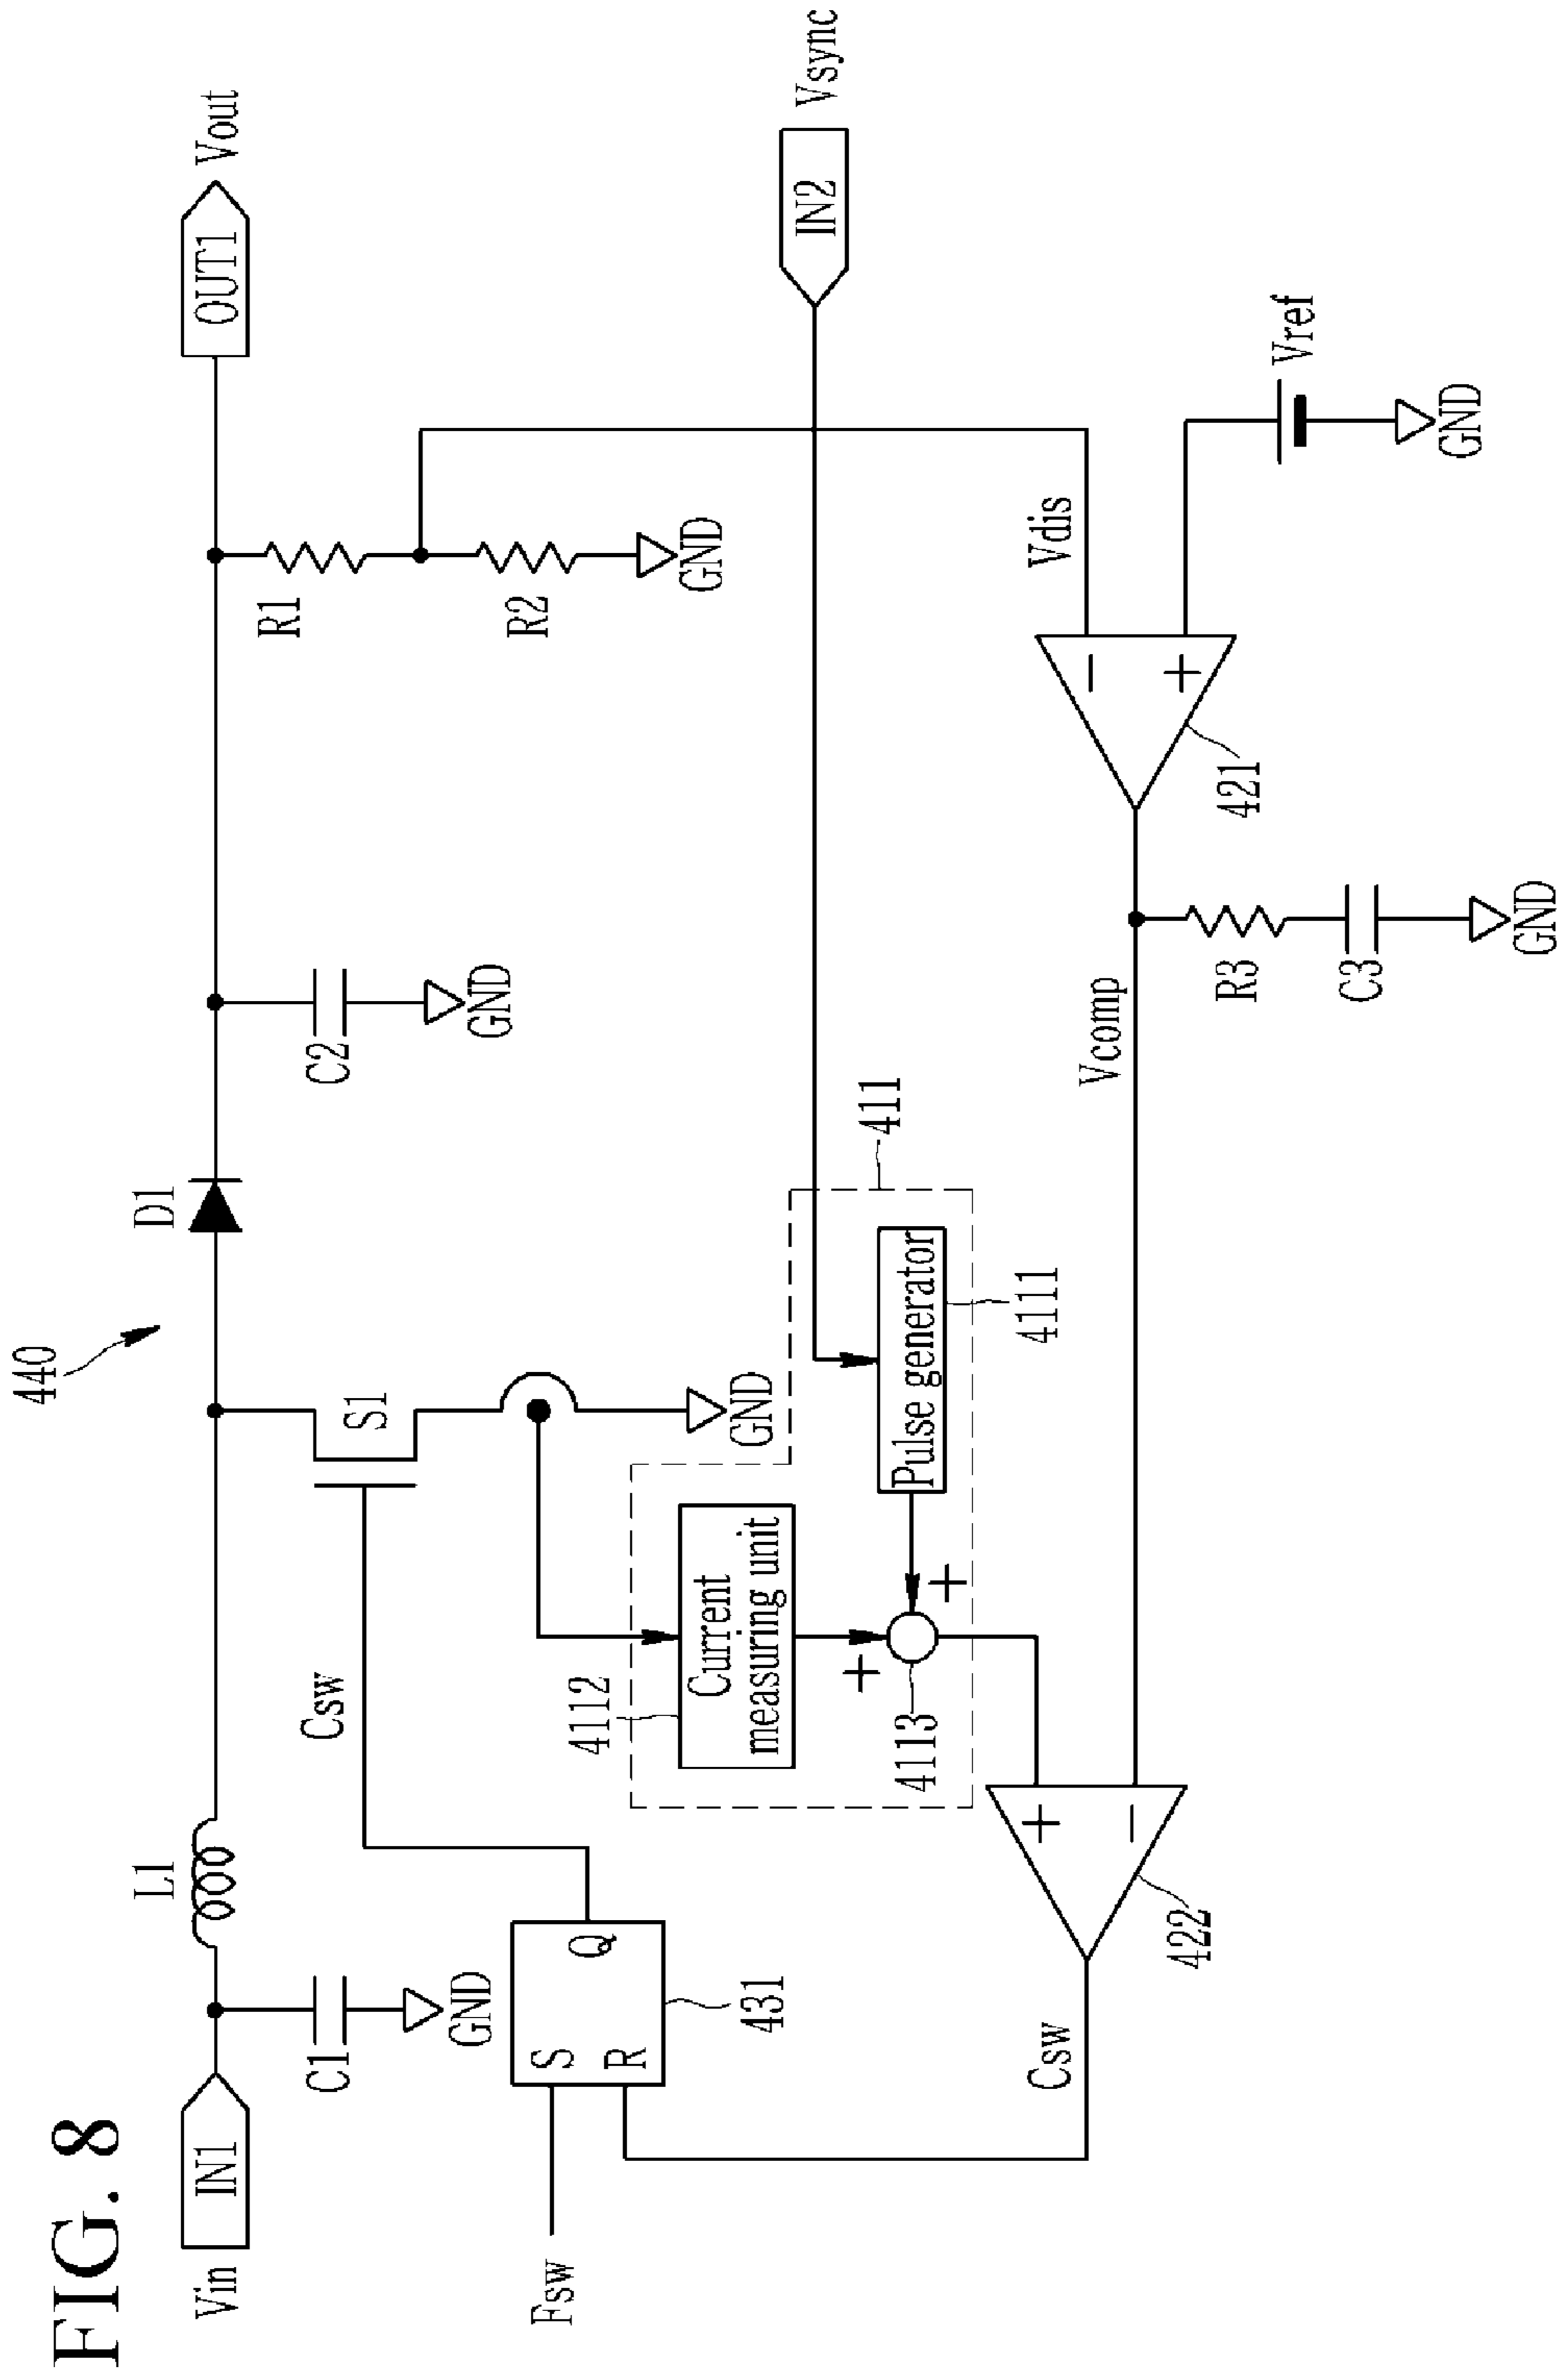 FIG. 8
440
Vin
IN1
L1
D1
OUT1
Vout
C1
GND
Csw
S1
C2
GND
R1
R2
GND
Fsw
S
R
Q
431
GND
4112
Current
measuring unit
Pulse generator
4111
411
4113
+
+
IN2
Vsync
Csw
422
+
−
Vcomp
R3
C3
GND
421
−
+
Vdis
Vref
GND